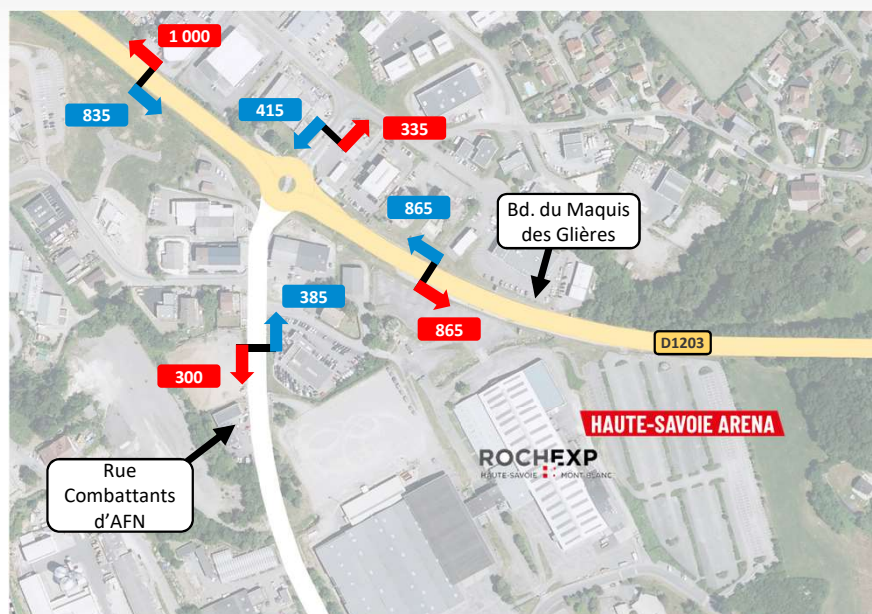 1 000
835
415
335
865
Bd. du Maquis
des Glières
385
865
D1203
300
HAUTE-SAVOIE ARENA
ROCHEXP
HAUTE-SAVOIE MONT-BLANC
Rue
Combattants
d'AFN